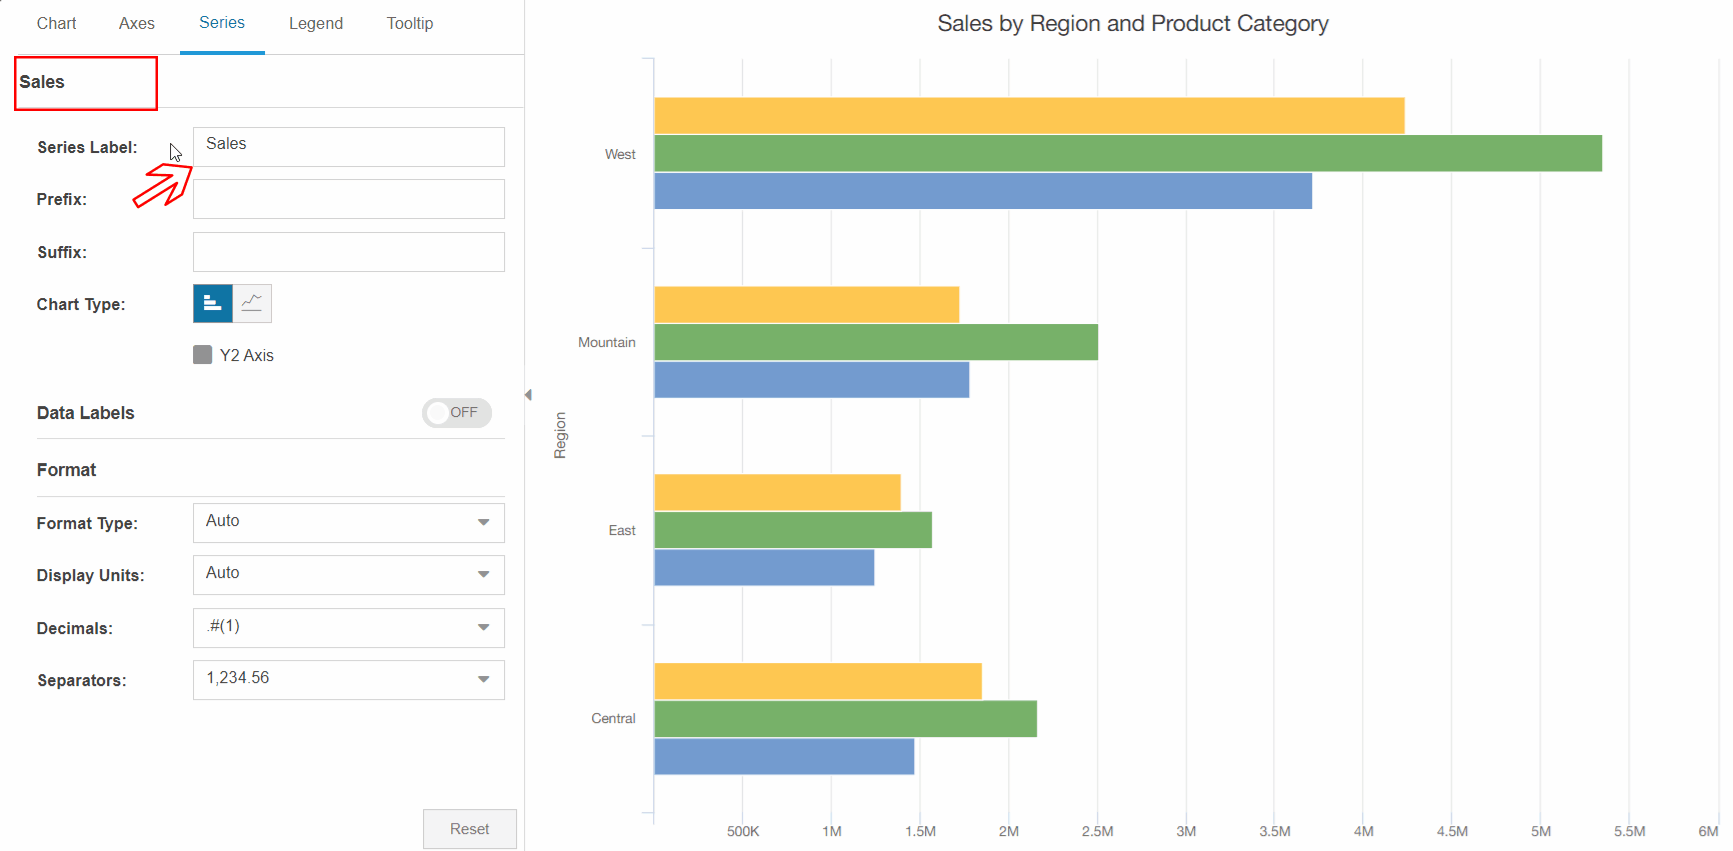 Chart Axes Series Legend Tooltip
Sales
Series Label: Sales
Prefix:
Suffix:
Chart Type:
Y2 Axis
Data Labels OFF
Format
Format Type: Auto
Display Units: Auto
Decimals: .#(1)
Separators: 1,234.56
Reset
Sales by Region and Product Category
Region
West
Mountain
East
Central
500K 1M 1.5M 2M 2.5M 3M 3.5M 4M 4.5M 5M 5.5M 6M